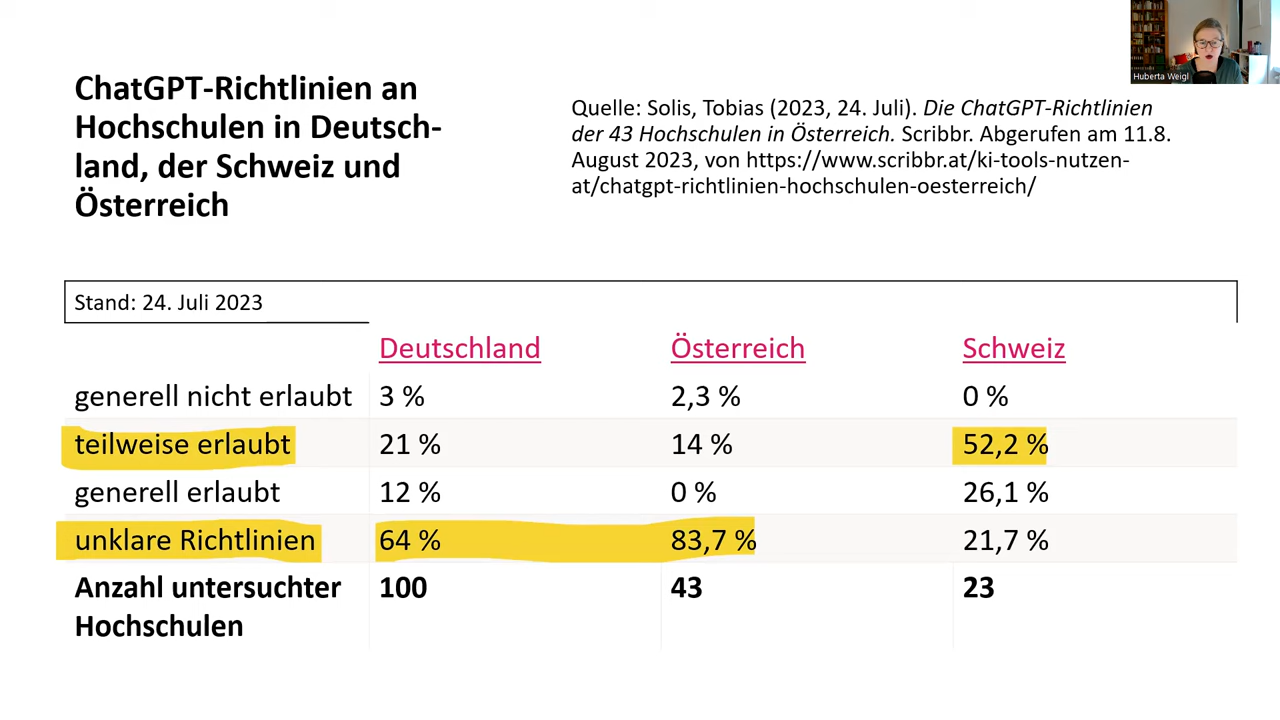 ChatGPT-Richtlinien an
Hochschulen in Deutsch-
land, der Schweiz und
Österreich
Quelle: Solis, Tobias (2023, 24. Juli). Die ChatGPT-Richtlinien
der 43 Hochschulen in Österreich. Scribbr. Abgerufen am 11.8.
August 2023, von https://www.scribbr.at/ki-tools-nutzen-
at/chatgpt-richtlinien-hochschulen-oesterreich/
Huberta Weigl
Stand: 24. Juli 2023
Deutschland Österreich Schweiz
generell nicht erlaubt 3 % 2,3 % 0 %
teilweise erlaubt 21 % 14 % 52,2 %
generell erlaubt 12 % 0 % 26,1 %
unklare Richtlinien 64 % 83,7 % 21,7 %
Anzahl untersuchter 100 43 23
Hochschulen